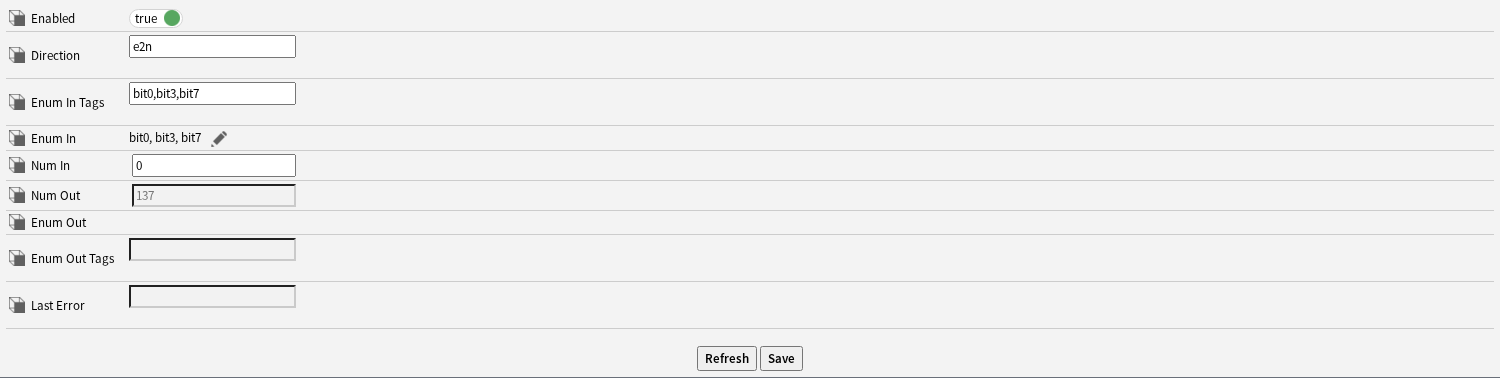 Enabled true
Direction e2n
Enum In Tags bit0,bit3,bit7
Enum In bit0, bit3, bit7
Num In 0
Num Out 137
Enum Out
Enum Out Tags
Last Error
Refresh Save